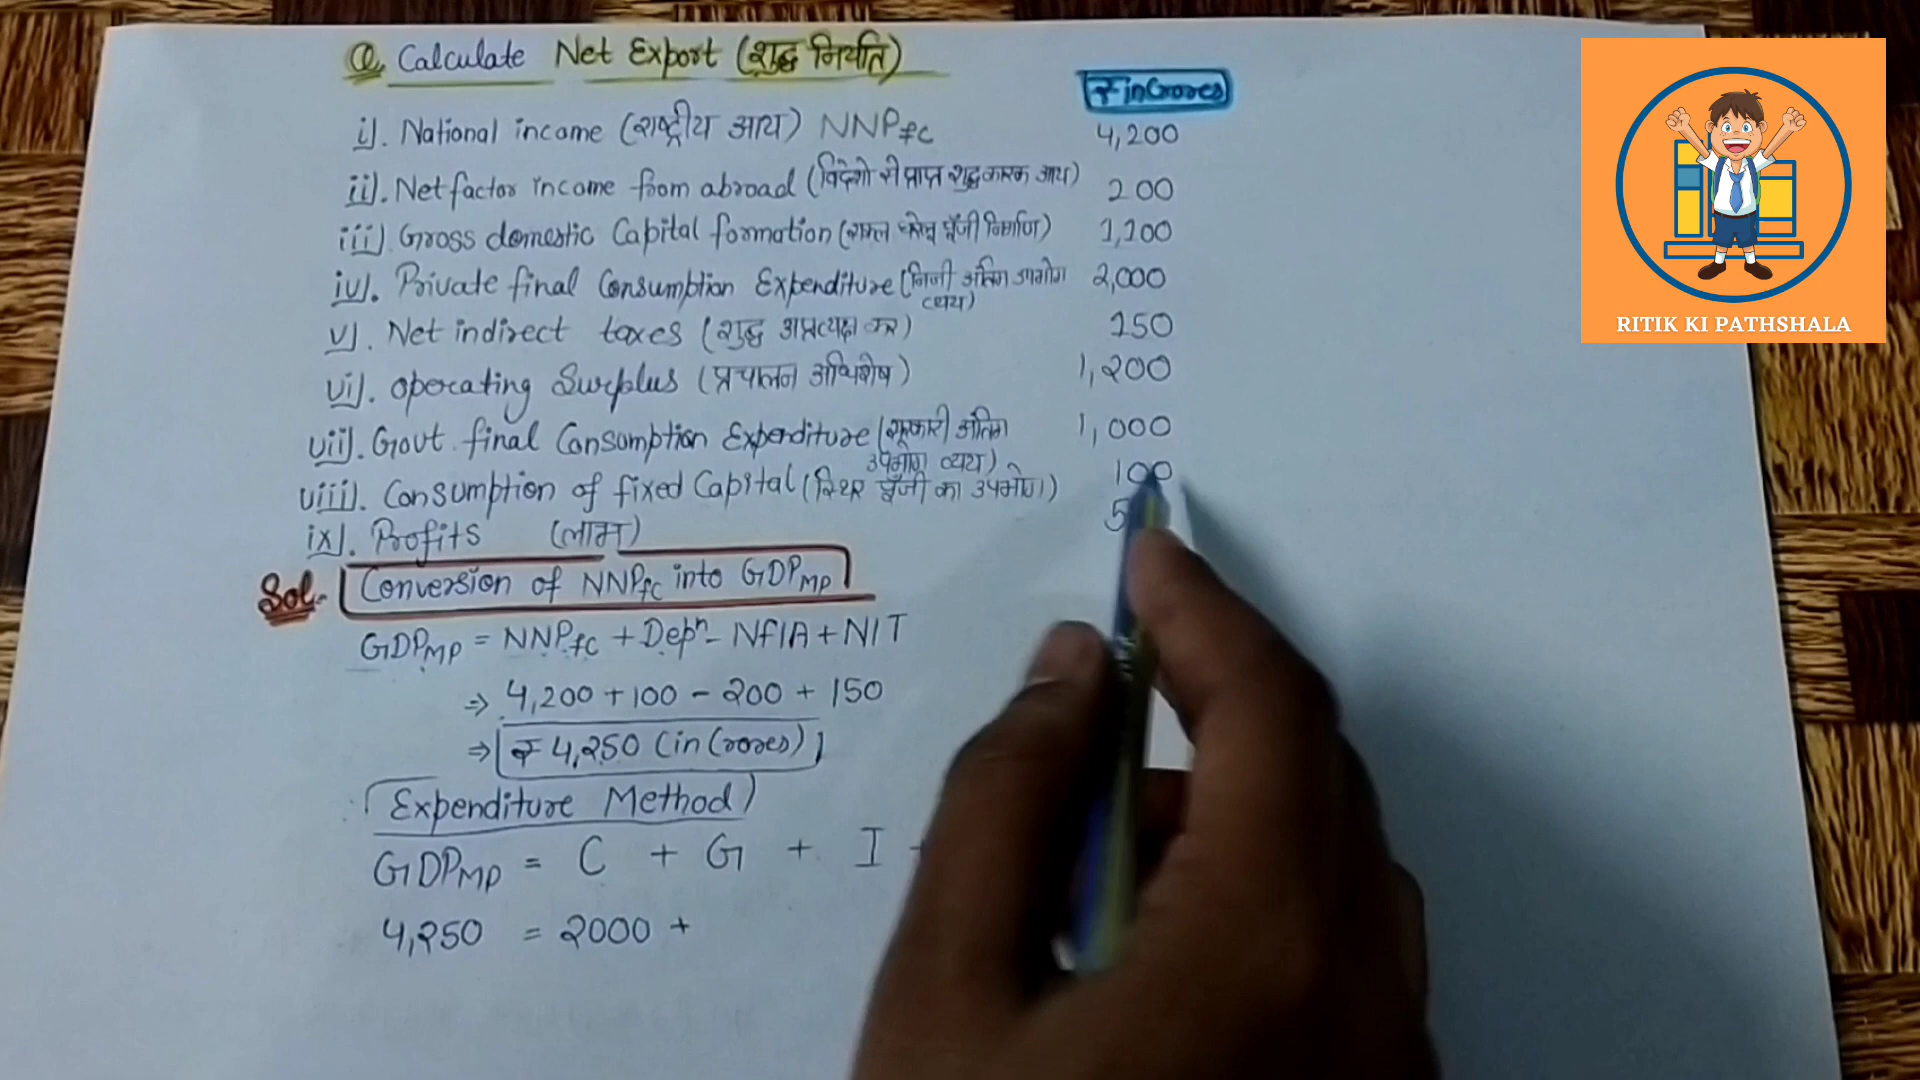 Q. Calculate Net Export (शुद्ध निर्यात)
₹ in Crores
i). National income (राष्ट्रीय आय) NNPfc 4,200
ii). Net factor income from abroad (विदेशो से प्राप्त शुद्ध कारक आय) 200
iii). Gross domestic Capital formation (सकल घरेलू पूँजी निर्माण) 1,100
iv). Private final Consumption Expenditure (निजी अंतिम उपभोग व्यय) 2,000
v). Net indirect taxes (शुद्ध अप्रत्यक्ष कर) 150
vi). Operating Surplus (प्रचालन अधिशेष) 1,200
vii). Govt. final Consumption Expenditure (सरकारी अंतिम उपभोग व्यय) 1,000
viii). Consumption of fixed Capital (स्थिर पूँजी का उपभोग) 100
ix). Profits (लाभ) 5
Sol. Conversion of NNPfc into GDPMP
GDPMP = NNPfc + Depn - NFIA + NIT
⇒ 4,200 + 100 - 200 + 150
⇒ ₹ 4,250 (in Crores)
Expenditure Method
GDPMP = C + G + I
4,250 = 2000 +
RITIK KI PATHSHALA